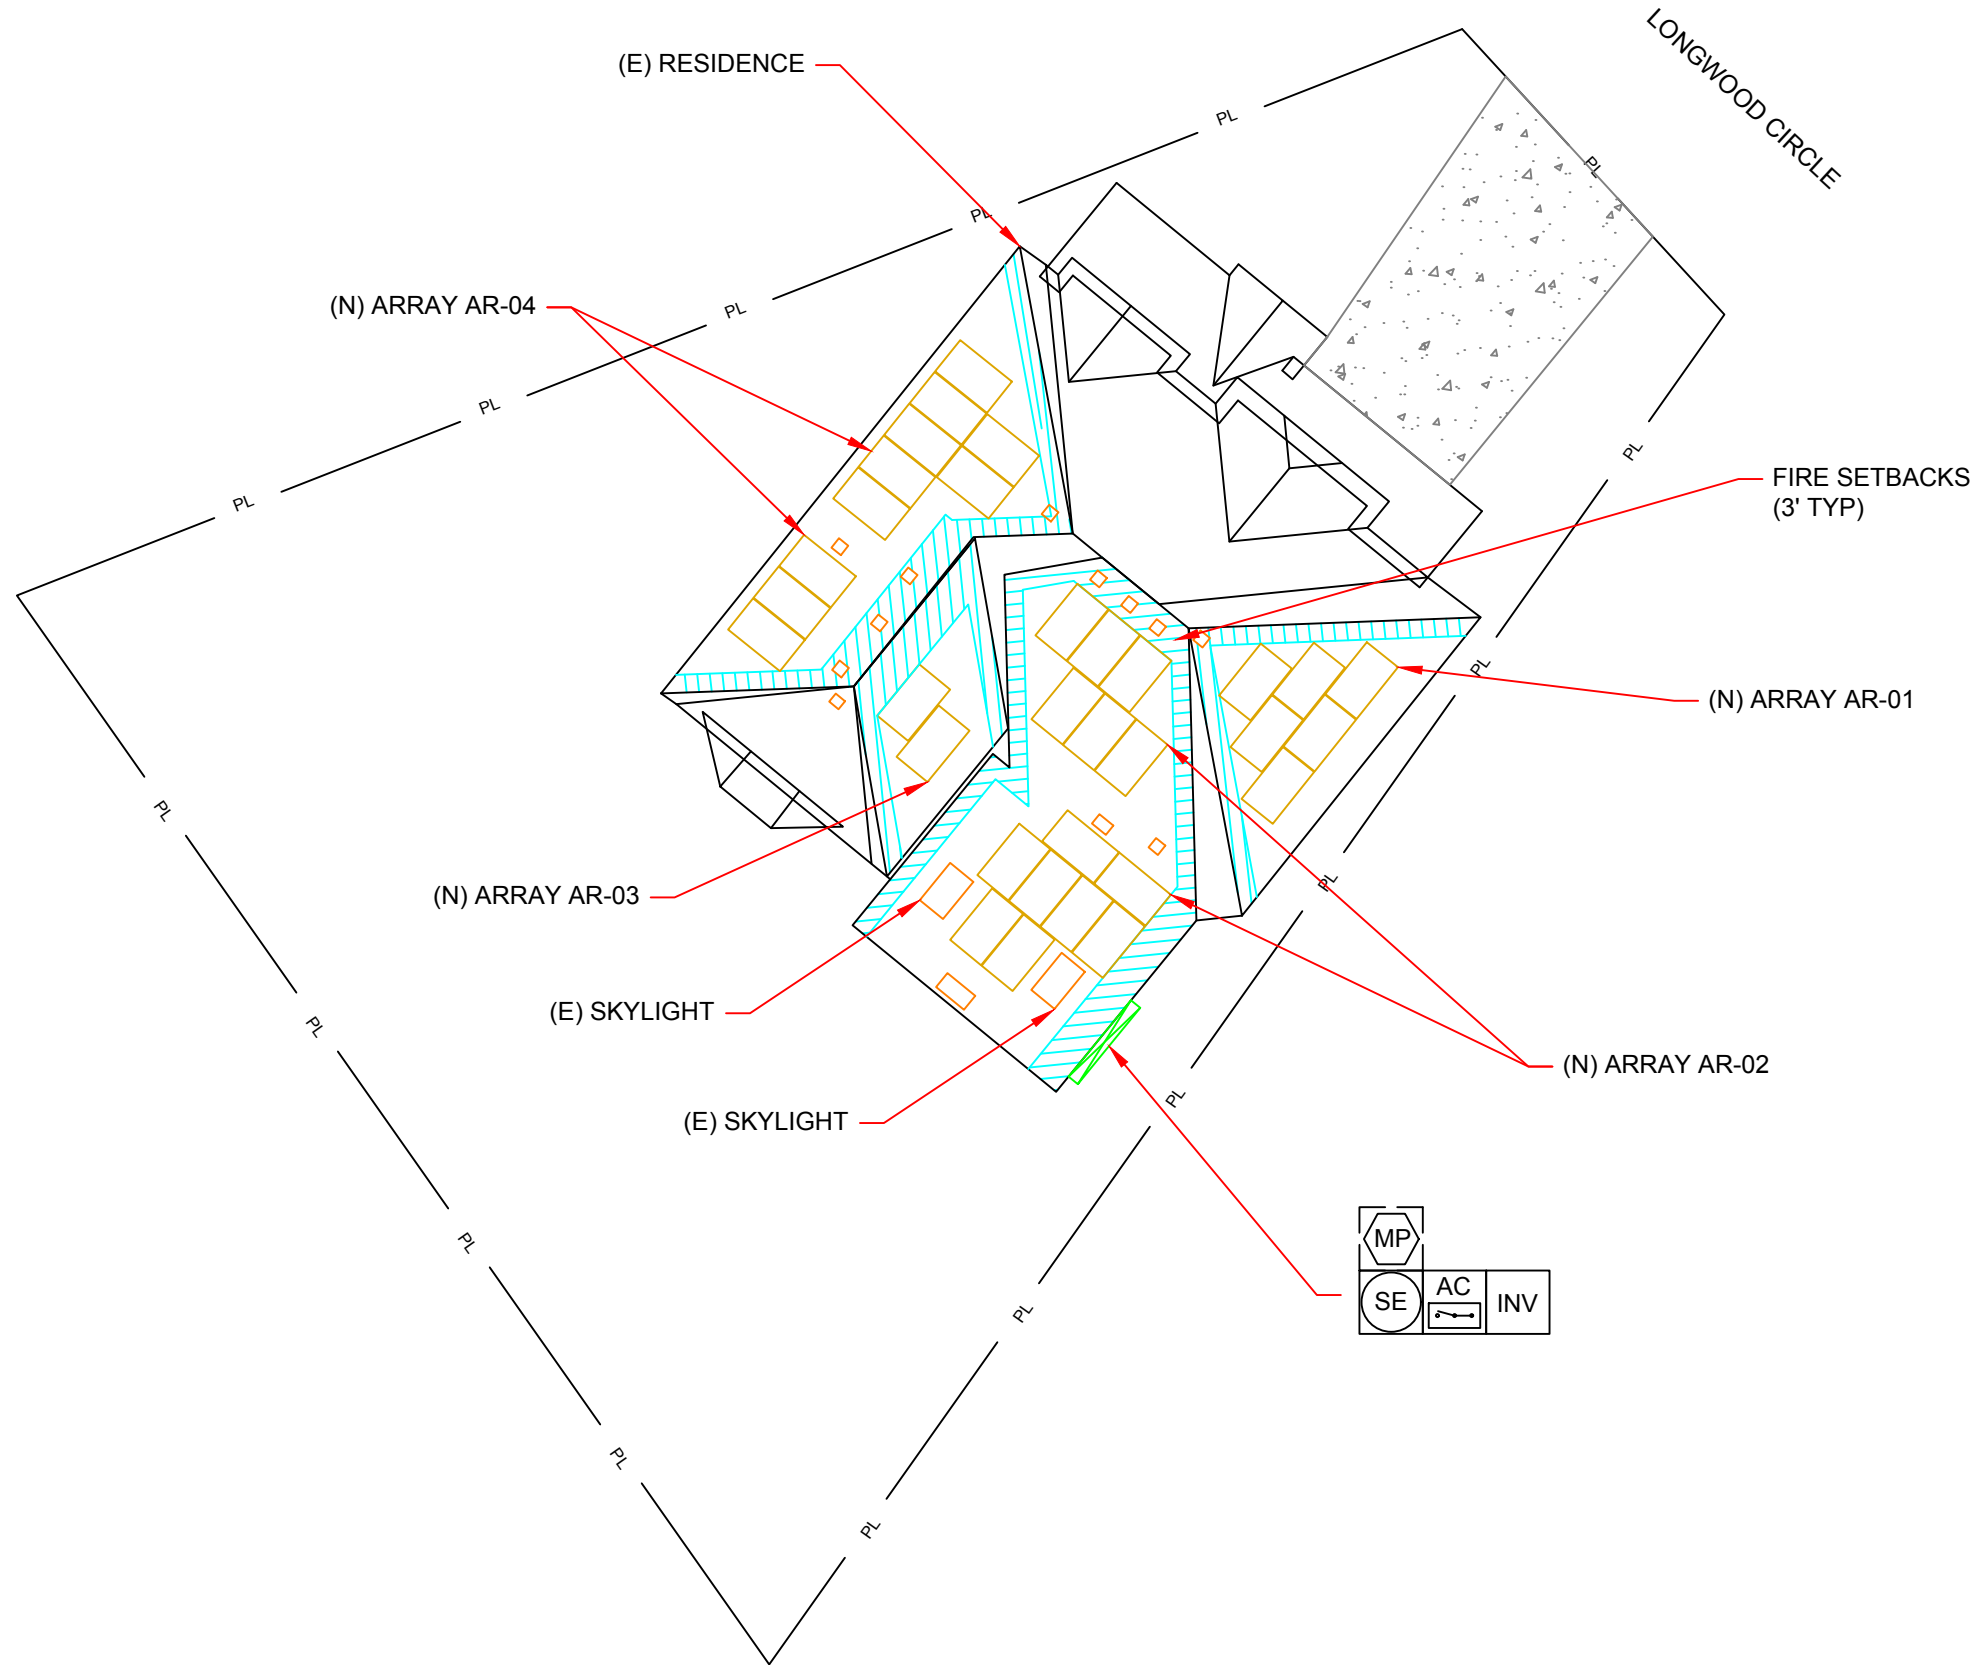 LONGWOOD CIRCLE
(E) RESIDENCE
PL
PL
PL
(N) ARRAY AR-04
PL
PL
PL
FIRE SETBACKS
(3' TYP)
PL
PL
(N) ARRAY AR-01
PL
PL
(N) ARRAY AR-03
(E) SKYLIGHT
PL
(N) ARRAY AR-02
PL
(E) SKYLIGHT
MP
PL
SE
AC
INV
PL
PL
PL